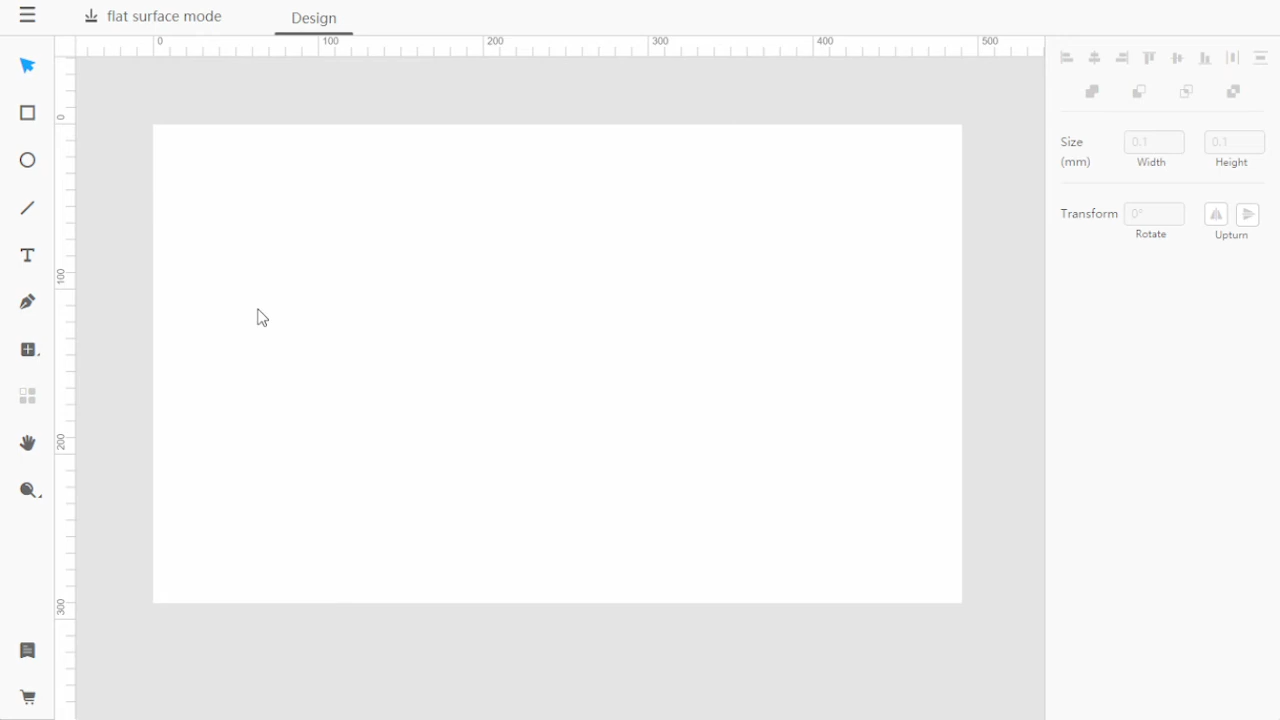 flat surface mode
Design
0
100
200
300
400
500
0
100
200
300
Size
(mm)
0.1
0.1
Width
Height
Transform
0°
Rotate
Upturn
T